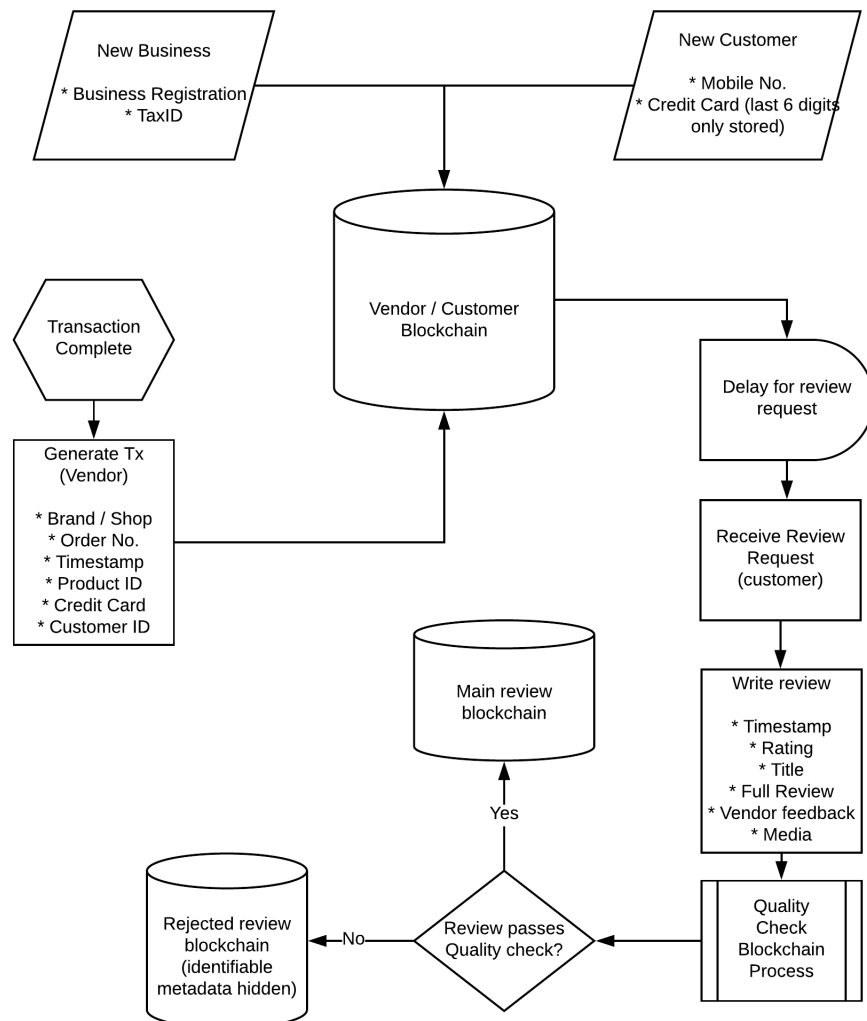 New Business
* Business Registration
* TaxID
New Customer
* Mobile No.
* Credit Card (last 6 digits
only stored)
Vendor / Customer
Blockchain
Transaction
Complete
Delay for review
request
Generate Tx
(Vendor)
* Brand / Shop
* Order No.
* Timestamp
* Product ID
* Credit Card
* Customer ID
Receive Review
Request
(customer)
Main review
blockchain
Write review
* Timestamp
* Rating
* Title
* Full Review
* Vendor feedback
* Media
Yes
Rejected review
blockchain
(identifiable
metadata hidden)
No
Review passes
Quality check?
Quality
Check
Blockchain
Process